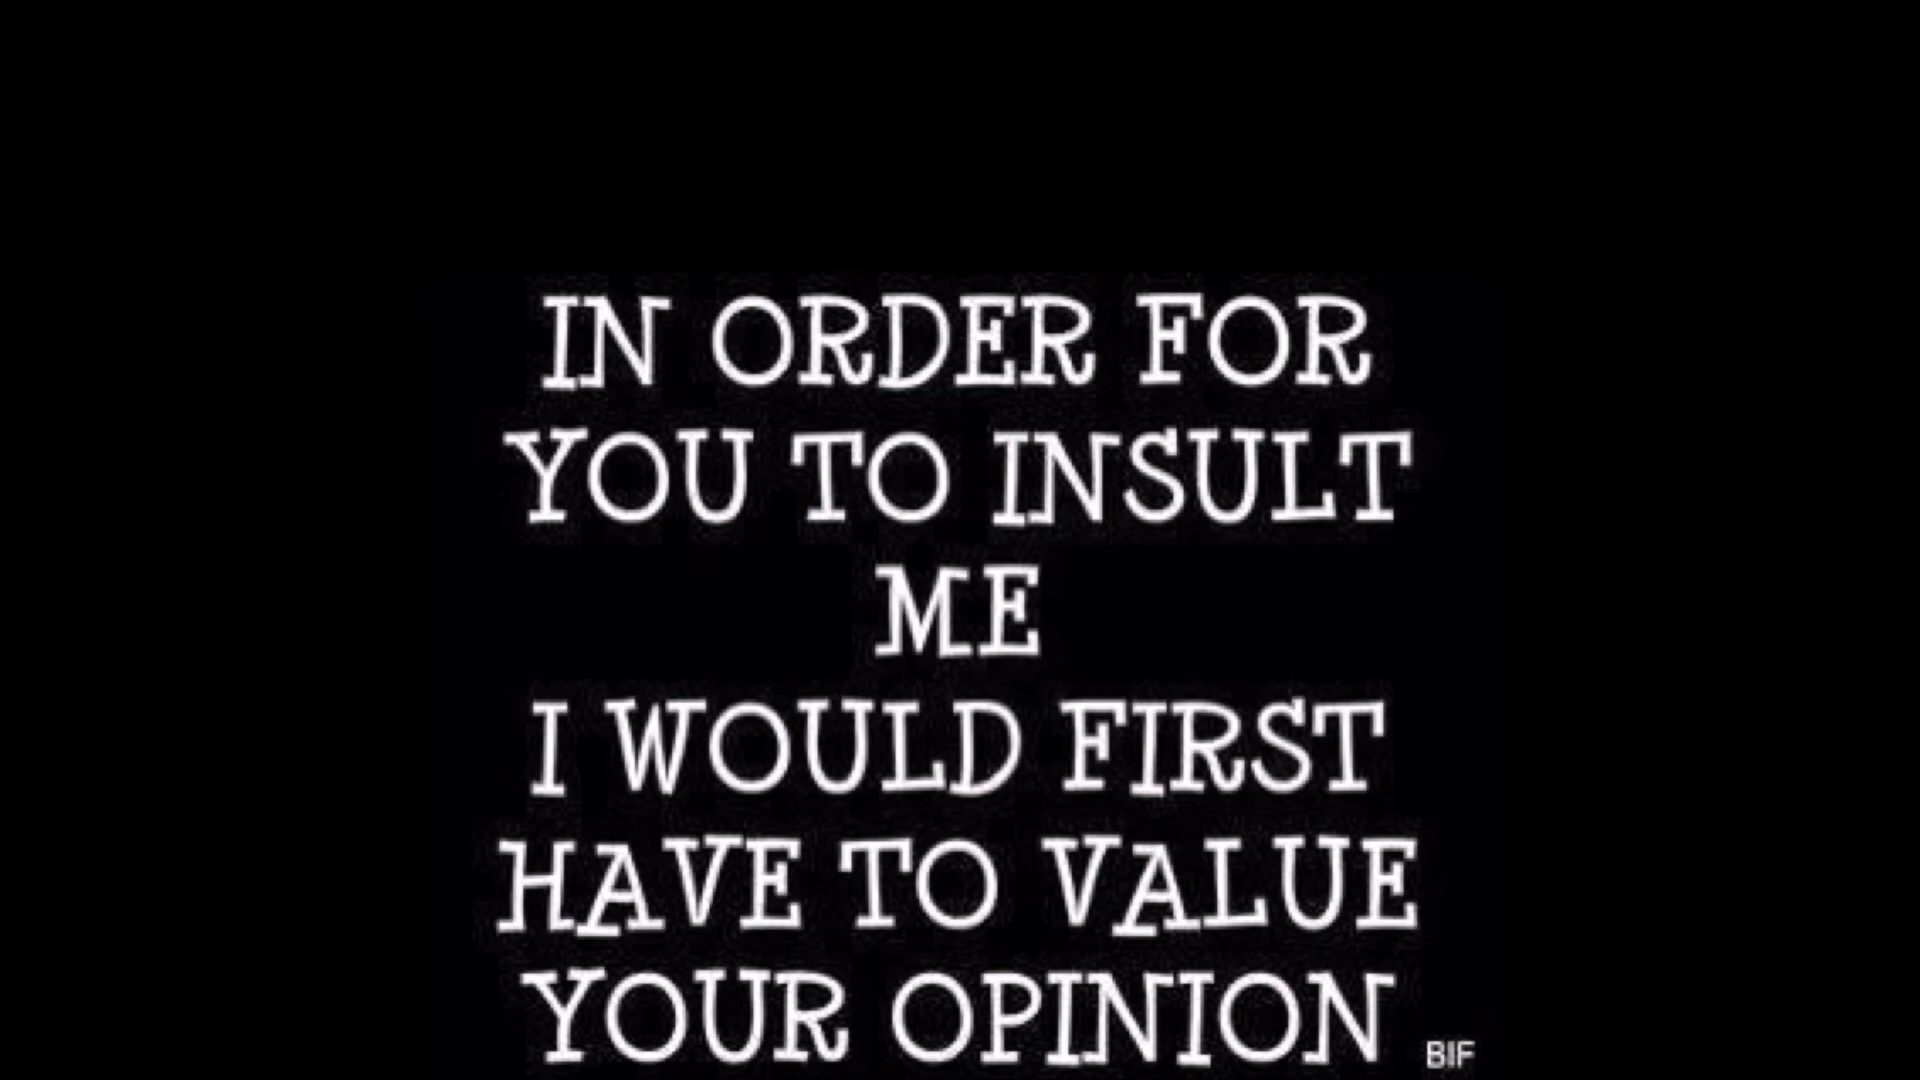 IN ORDER FOR
YOU TO INSULT
ME
I WOULD FIRST
HAVE TO VALUE
YOUR OPINION
BIF